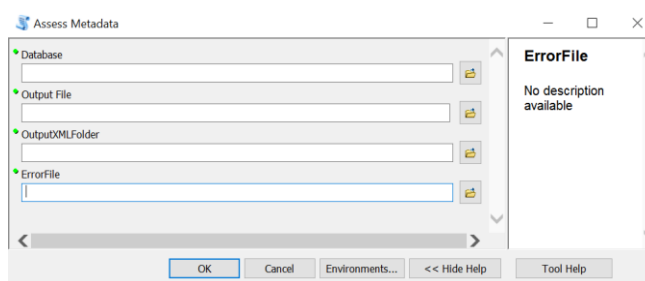 Assess Metadata
Database
Output File
OutputXMLFolder
ErrorFile
ErrorFile
No description
available
OK
Cancel
Environments...
<< Hide Help
Tool Help